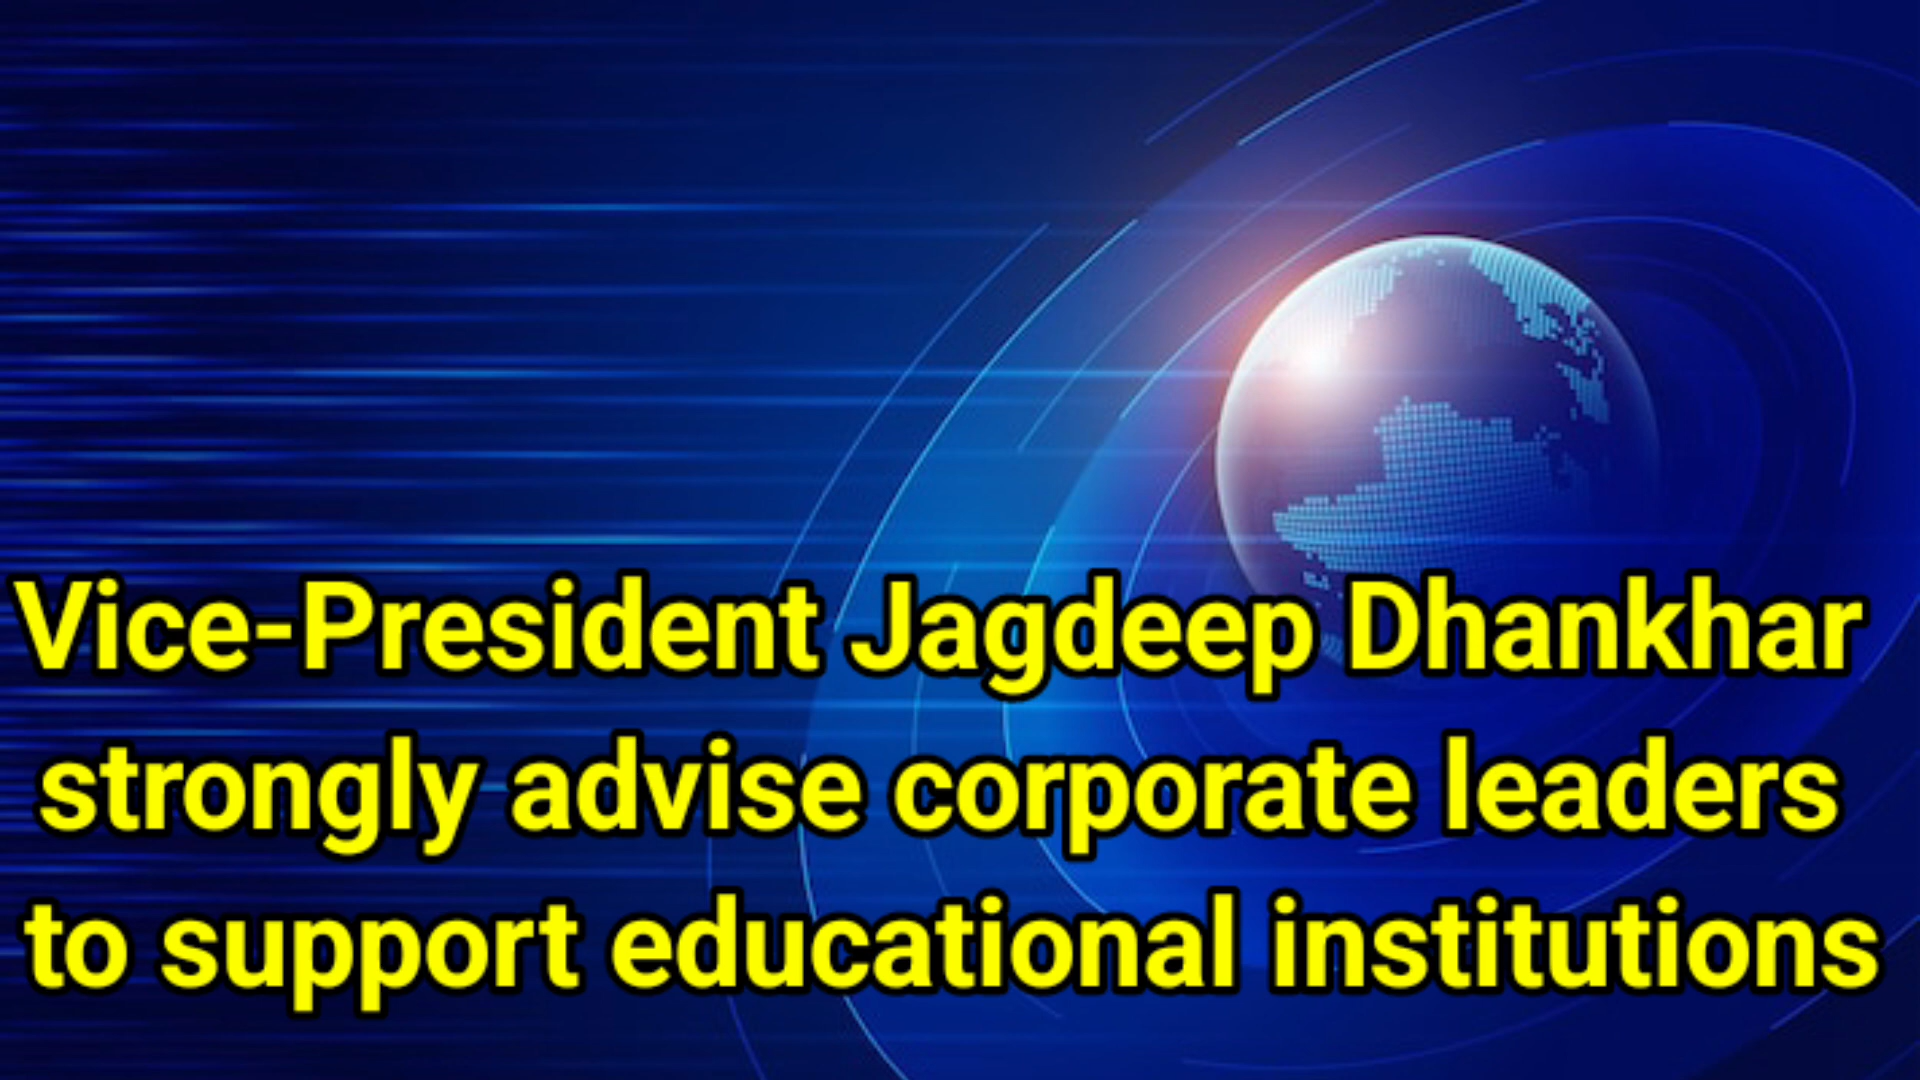 Vice-President Jagdeep Dhankhar
strongly advise corporate leaders
to support educational institutions